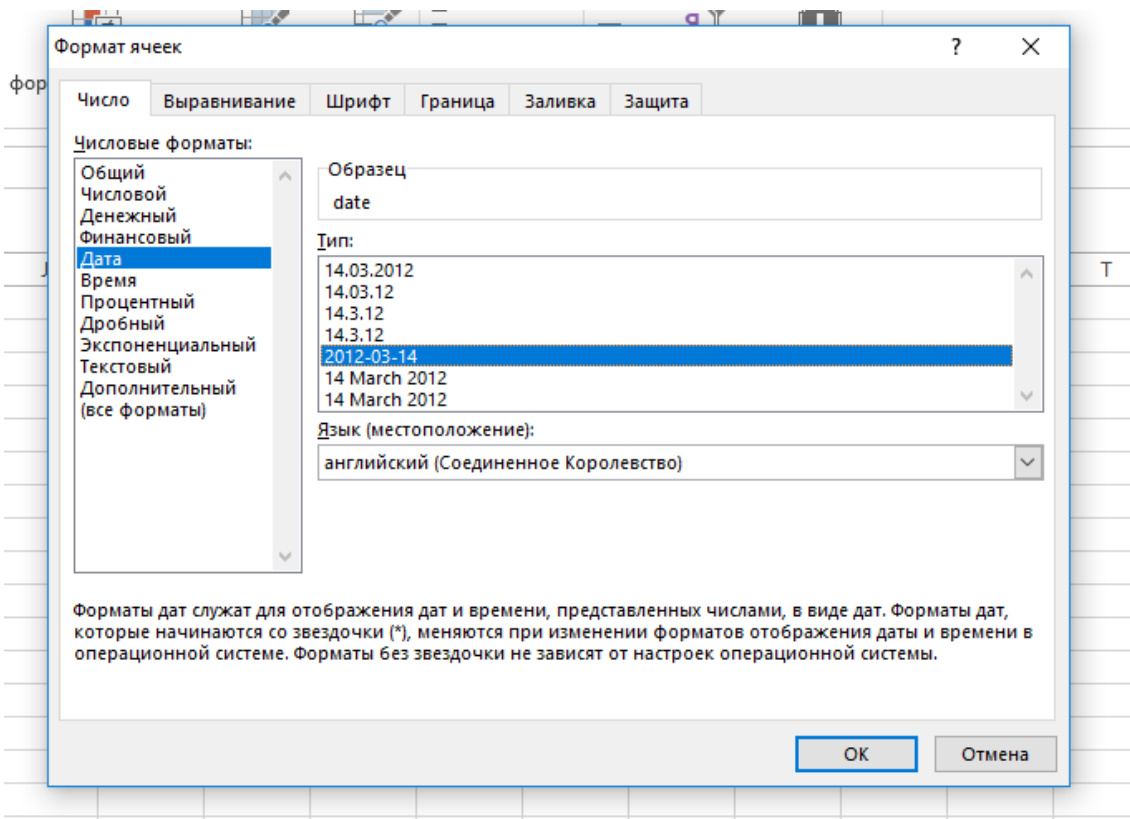 Формат ячеек
?
фор
Число Выравнивание Шрифт Граница Заливка Защита
Числовые форматы:
Общий
Числовой
Денежный
Финансовый
Дата
Время
Процентный
Дробный
Экспоненциальный
Текстовый
Дополнительный
(все форматы)
Образец
date
Тип:
14.03.2012
14.03.12
14.3.12
14.3.12
2012-03-14
14 March 2012
14 March 2012
Язык (местоположение):
английский (Соединенное Королевство)
T
Форматы дат служат для отображения дат и времени, представленных числами, в виде дат. Форматы дат,
которые начинаются со звездочки (*), меняются при изменении форматов отображения даты и времени в
операционной системе. Форматы без звездочки не зависят от настроек операционной системы.
ОК
Отмена